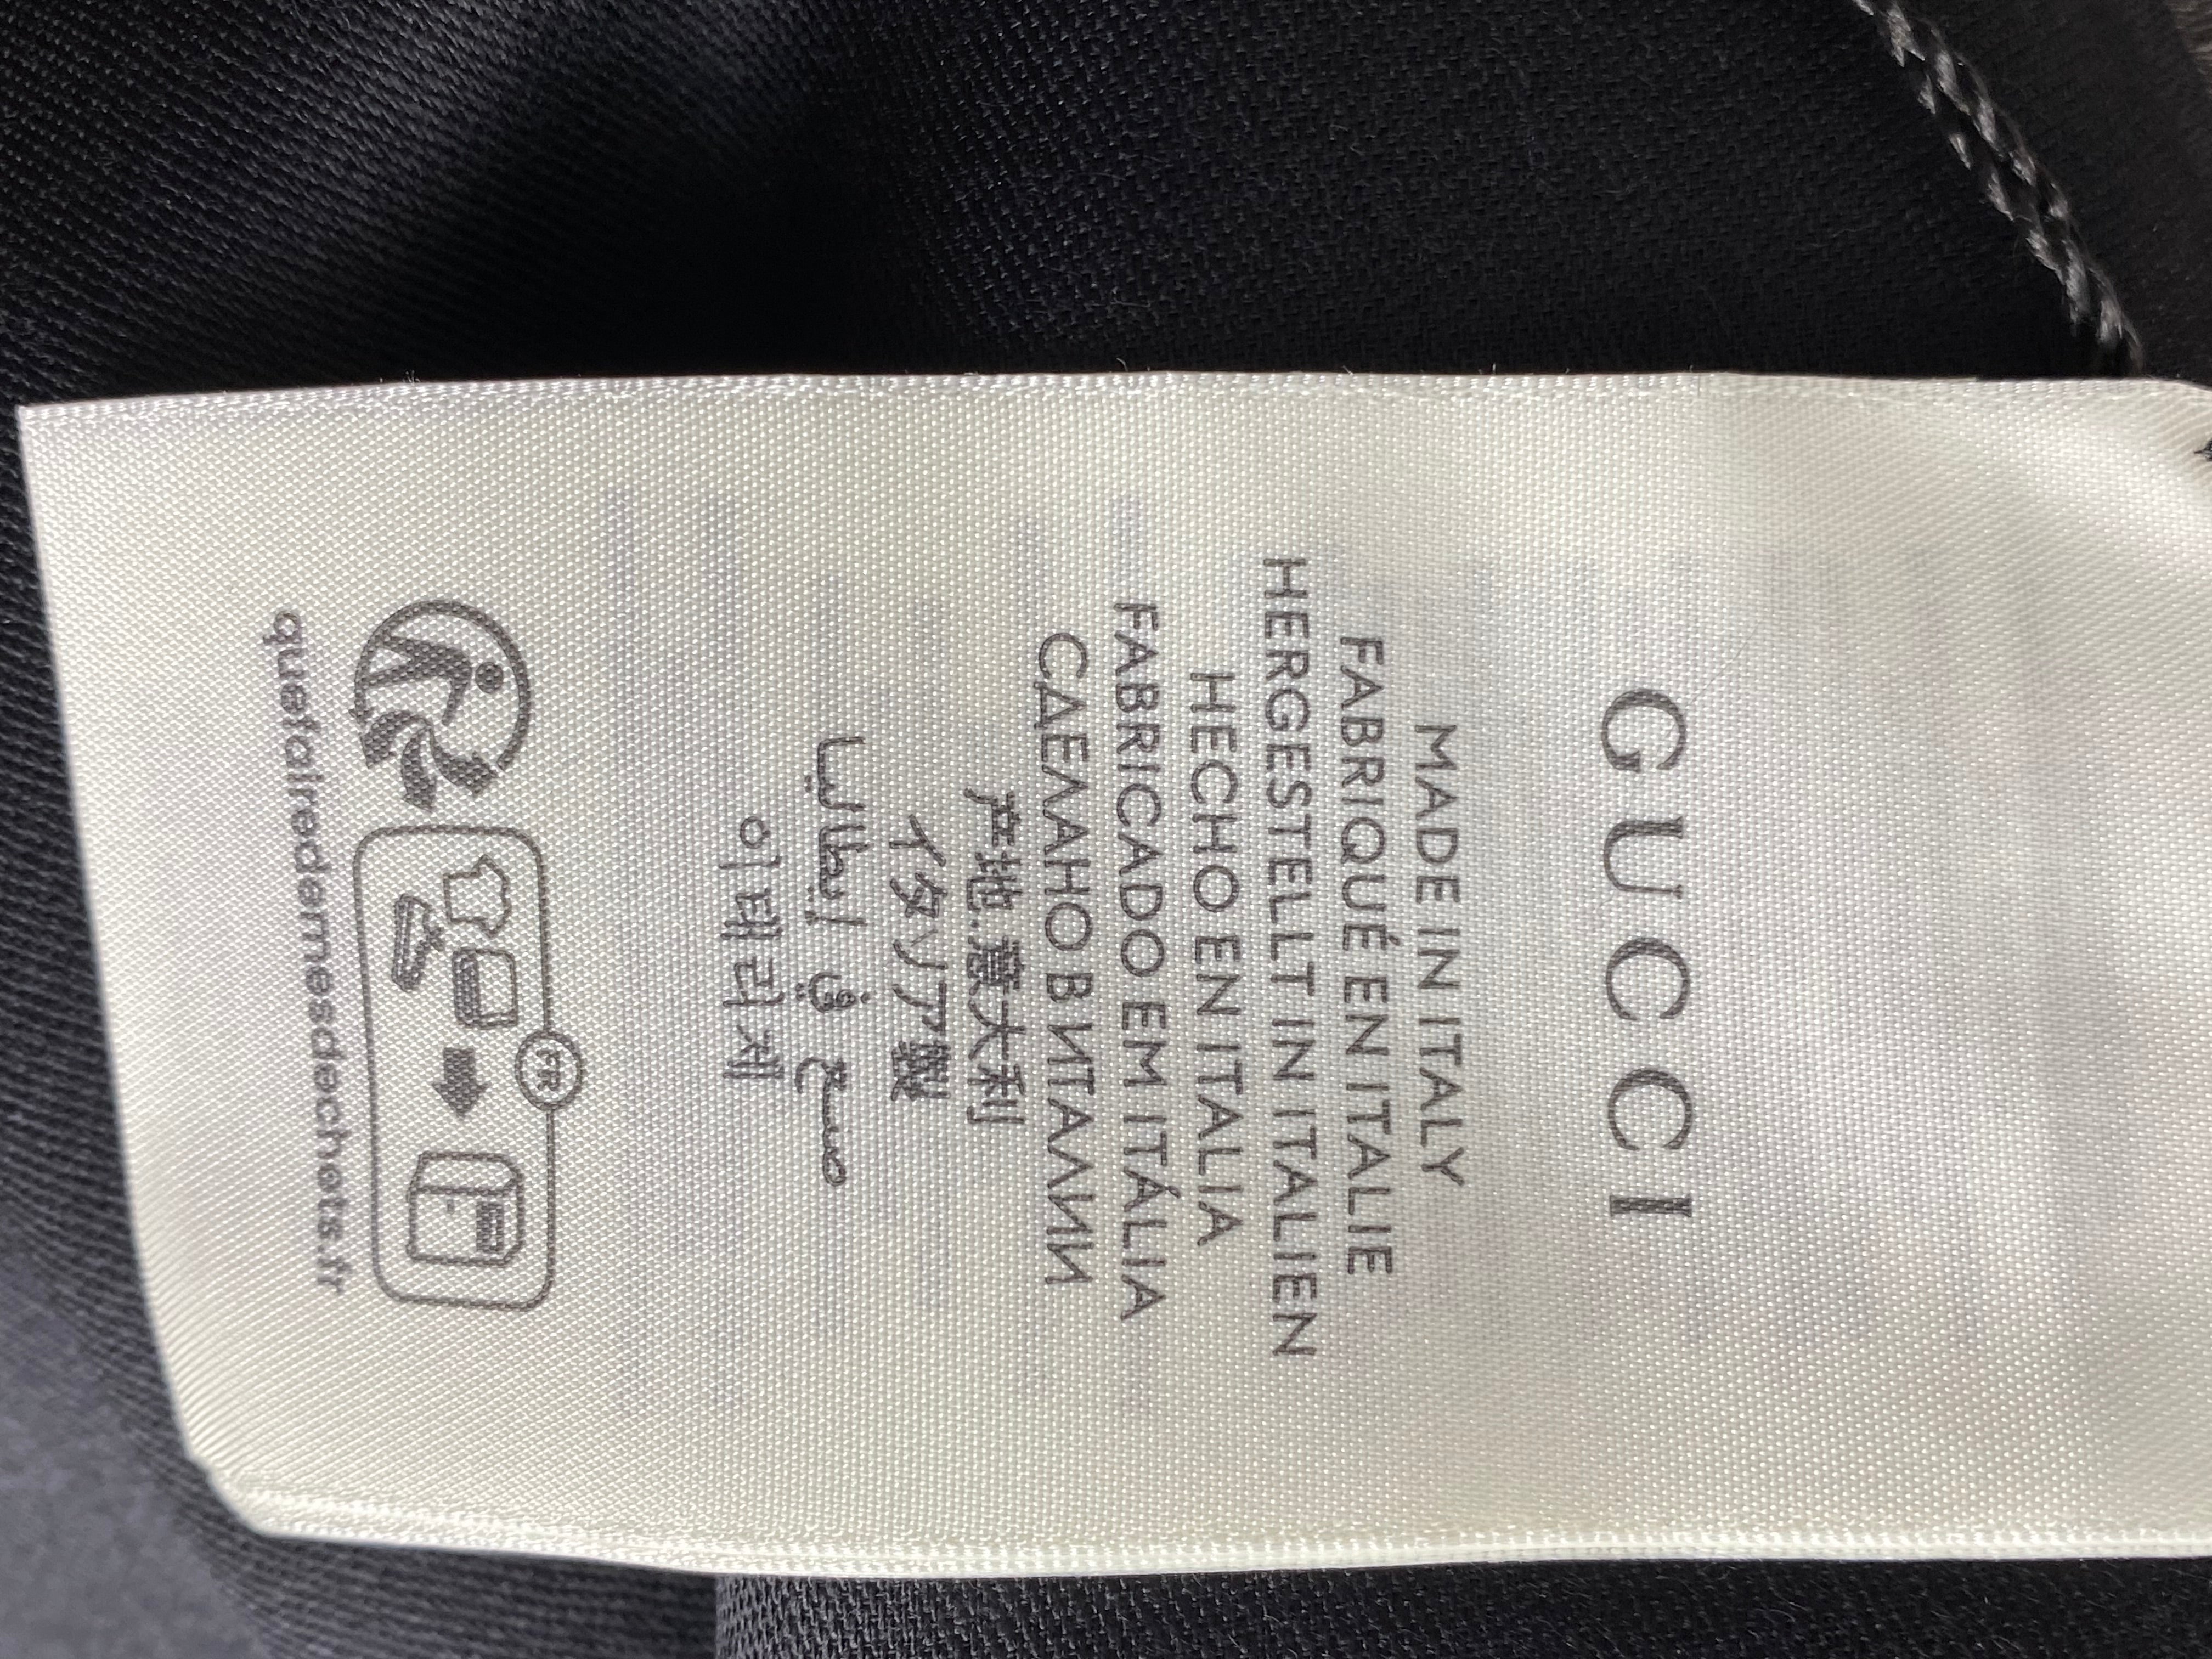 GUCCI
MADE IN ITALY
FABRIQUÉ EN ITALIE
HERGESTELLT IN ITALIEN
HECHO EN ITALIA
FABRICADO EM ITÁLIA
СДЕЛАНО В ИТАЛИИ
产地.意大利
イタリア製
صنع في إيطاليا
이태리제
FR
quefairedemesdechets.fr